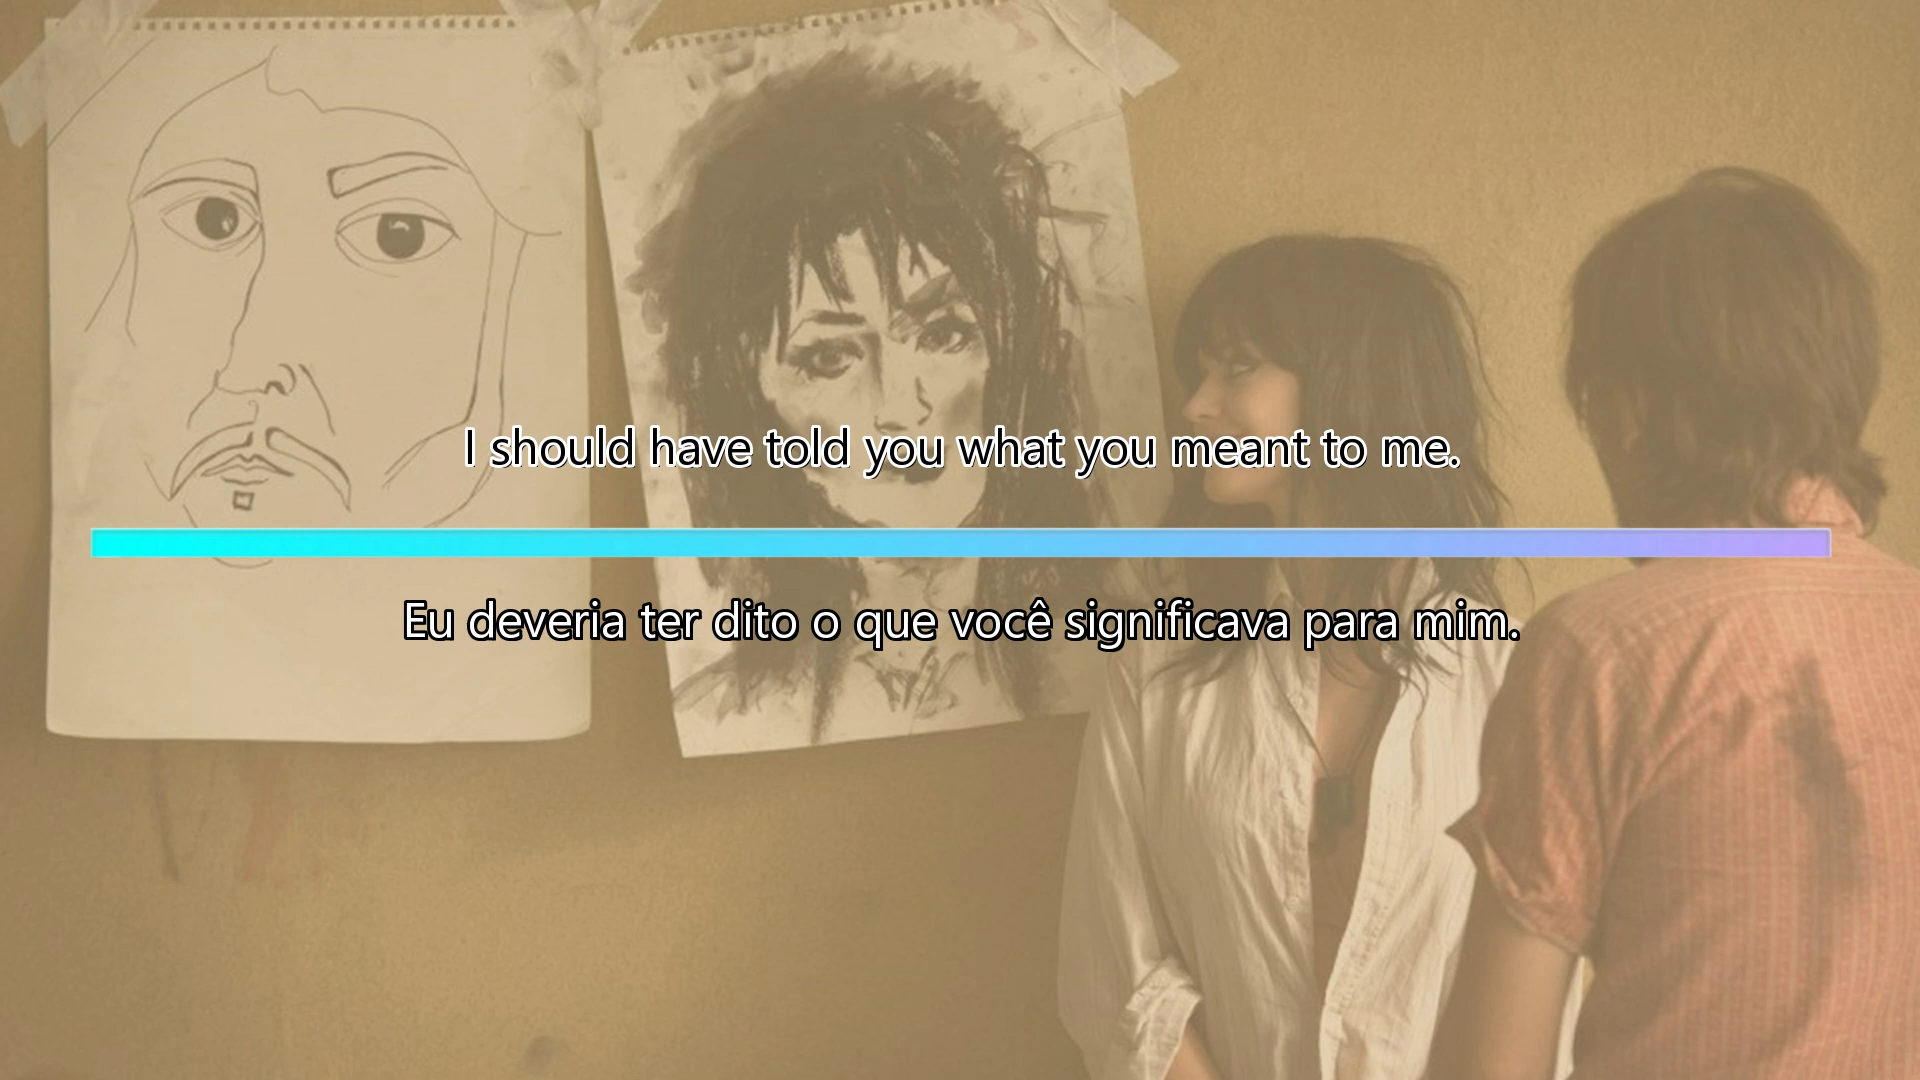 I should have told you what you meant to me.
Eu deveria ter dito o que você significava para mim.